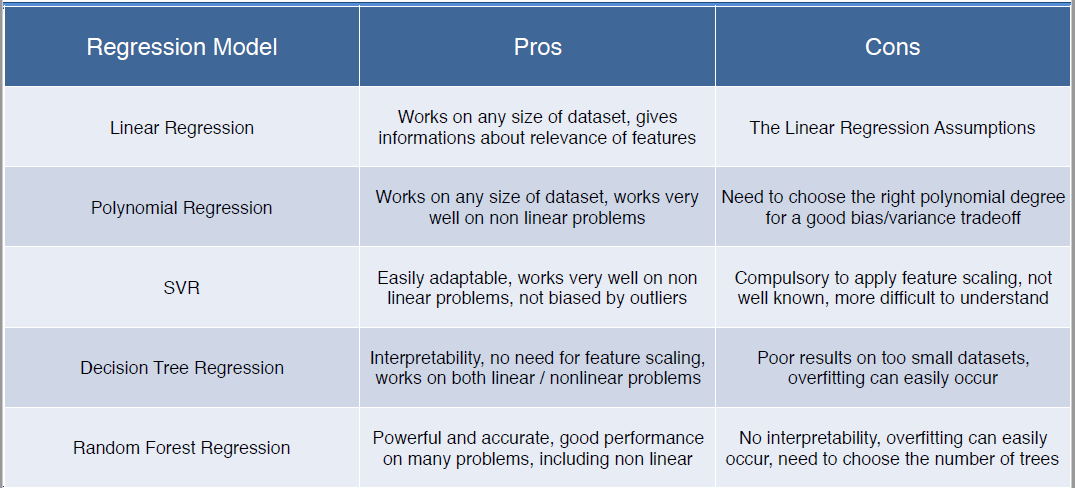 Regression Model
Pros
Cons
Linear Regression
Works on any size of dataset, gives
informations about relevance of features
The Linear Regression Assumptions
Polynomial Regression
Works on any size of dataset, works very
well on non linear problems
Need to choose the right polynomial degree
for a good bias/variance tradeoff
SVR
Easily adaptable, works very well on non
linear problems, not biased by outliers
Compulsory to apply feature scaling, not
well known, more difficult to understand
Decision Tree Regression
Interpretability, no need for feature scaling,
works on both linear / nonlinear problems
Poor results on too small datasets,
overfitting can easily occur
Random Forest Regression
Powerful and accurate, good performance
on many problems, including non linear
No interpretability, overfitting can easily
occur, need to choose the number of trees